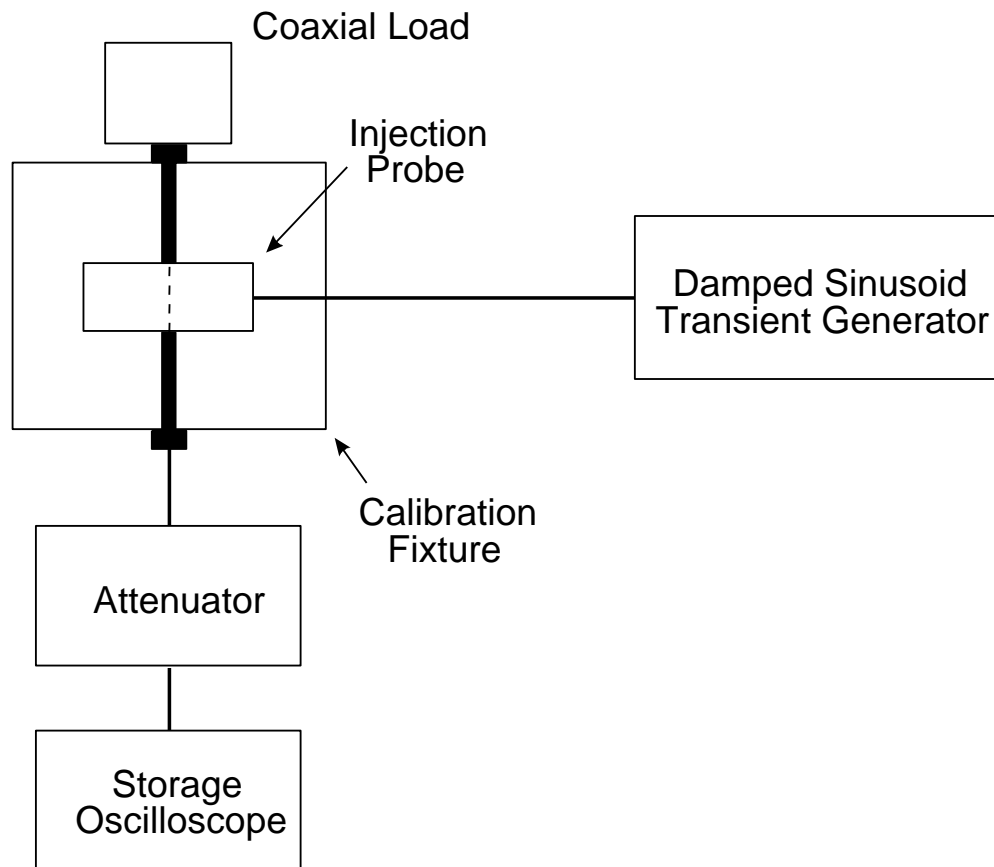 Coaxial Load
Injection
Probe
Damped Sinusoid
Transient Generator
Calibration
Fixture
Attenuator
Storage
Oscilloscope